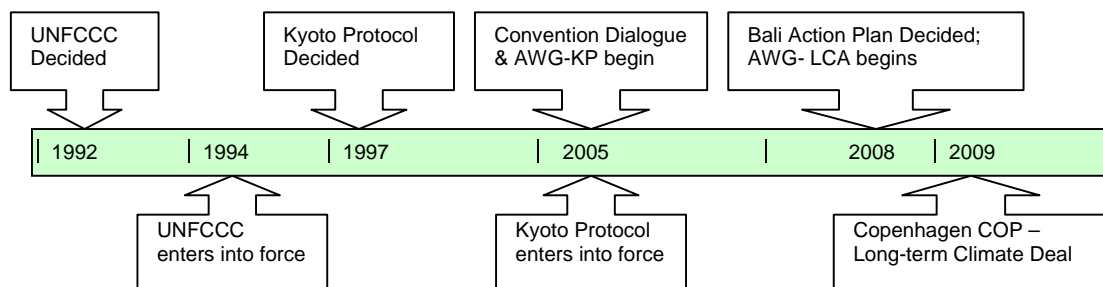 UNFCCC
Decided
Kyoto Protocol
Decided
Convention Dialogue
& AWG-KP begin
Bali Action Plan Decided;
AWG- LCA begins
1992
1994
1997
2005
2008
2009
UNFCCC
enters into force
Kyoto Protocol
enters into force
Copenhagen COP –
Long-term Climate Deal